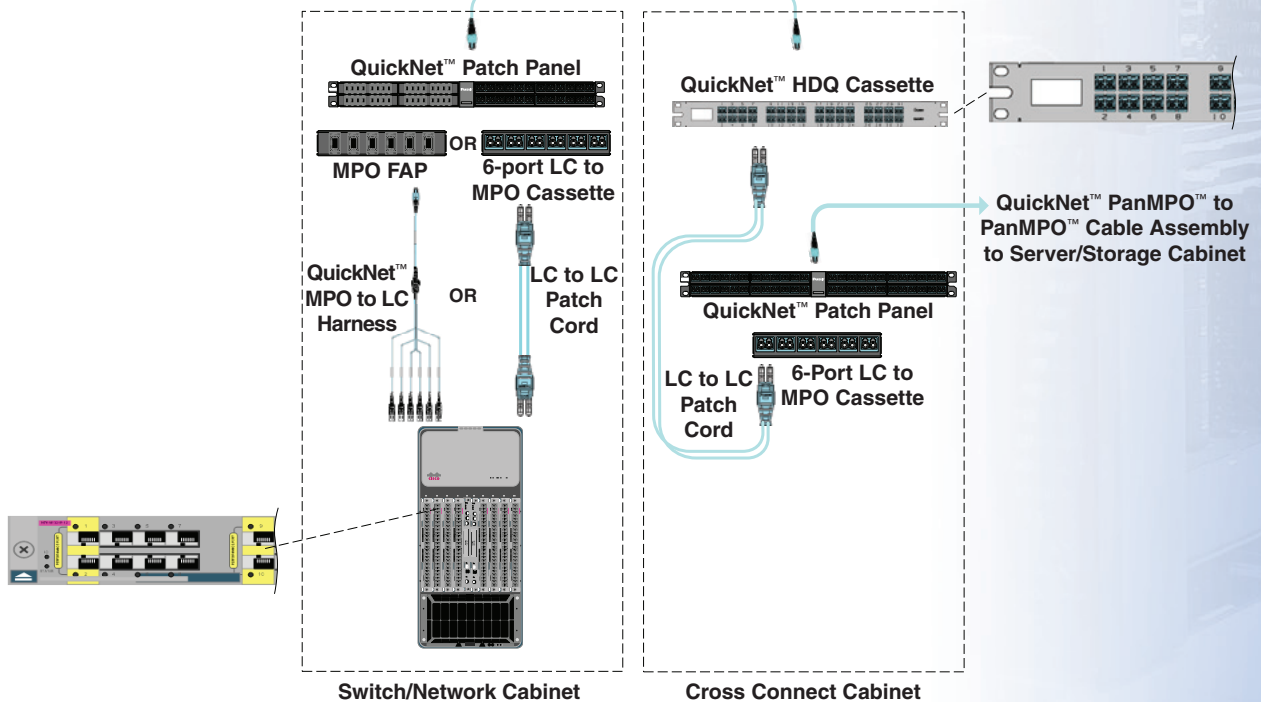 QuickNet™ Patch Panel
MPO FAP
OR
6-port LC to
MPO Cassette
QuickNet™
MPO to LC
Harness
OR
LC to LC
Patch
Cord
CISCO
Switch/Network Cabinet
QuickNet™ HDQ Cassette
1 3 5 7 9
2 4 6 8 10
QuickNet™ PanMPO™ to
PanMPO™ Cable Assembly
to Server/Storage Cabinet
QuickNet™ Patch Panel
6-Port LC to
MPO Cassette
LC to LC
Patch
Cord
Cross Connect Cabinet